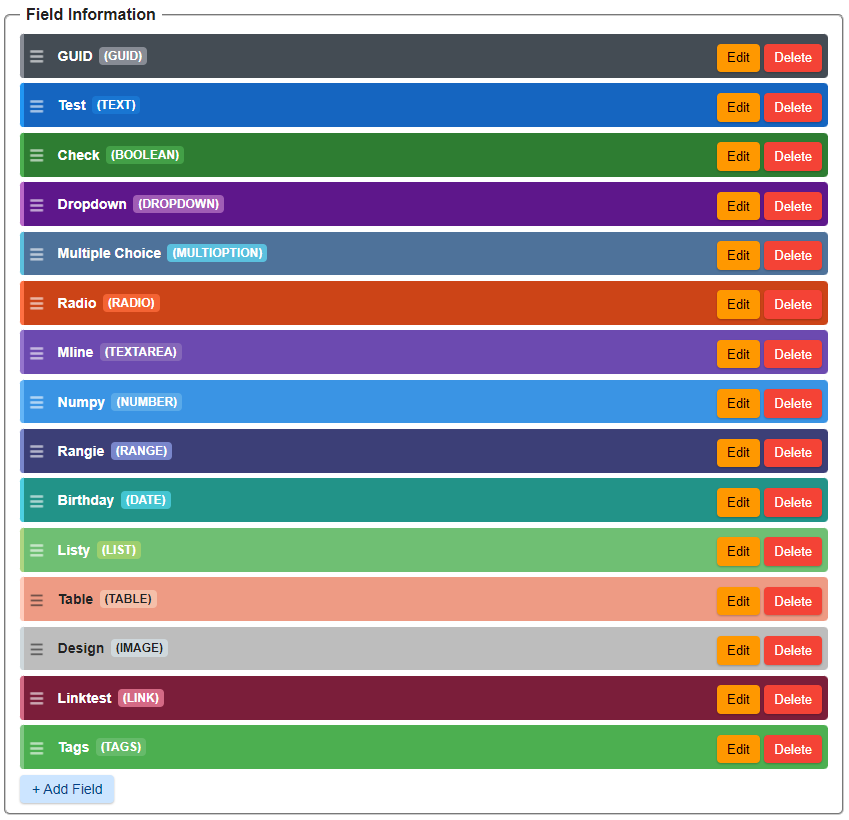 Field Information
GUID (GUID) Edit Delete
Test (TEXT) Edit Delete
Check (BOOLEAN) Edit Delete
Dropdown (DROPDOWN) Edit Delete
Multiple Choice (MULTIOPTION) Edit Delete
Radio (RADIO) Edit Delete
Mline (TEXTAREA) Edit Delete
Numpy (NUMBER) Edit Delete
Rangie (RANGE) Edit Delete
Birthday (DATE) Edit Delete
Listy (LIST) Edit Delete
Table (TABLE) Edit Delete
Design (IMAGE) Edit Delete
Linktest (LINK) Edit Delete
Tags (TAGS) Edit Delete
+ Add Field